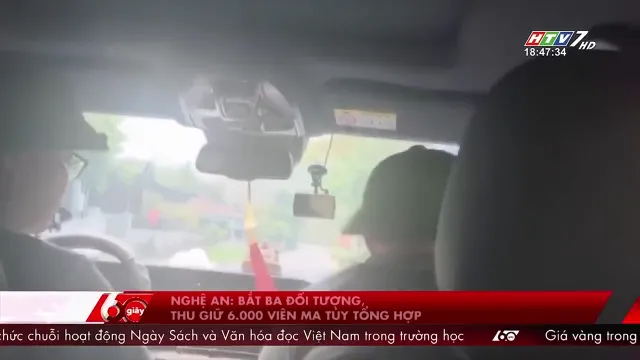 HTV7 HD
18:47:34
60 giây
NGHỆ AN: BẮT BA ĐỐI TƯỢNG,
THU GIỮ 6.000 VIÊN MA TÚY TỔNG HỢP
chức chuỗi hoạt động Ngày Sách và Văn hóa đọc Việt Nam trong trường học
60
Giá vàng trong